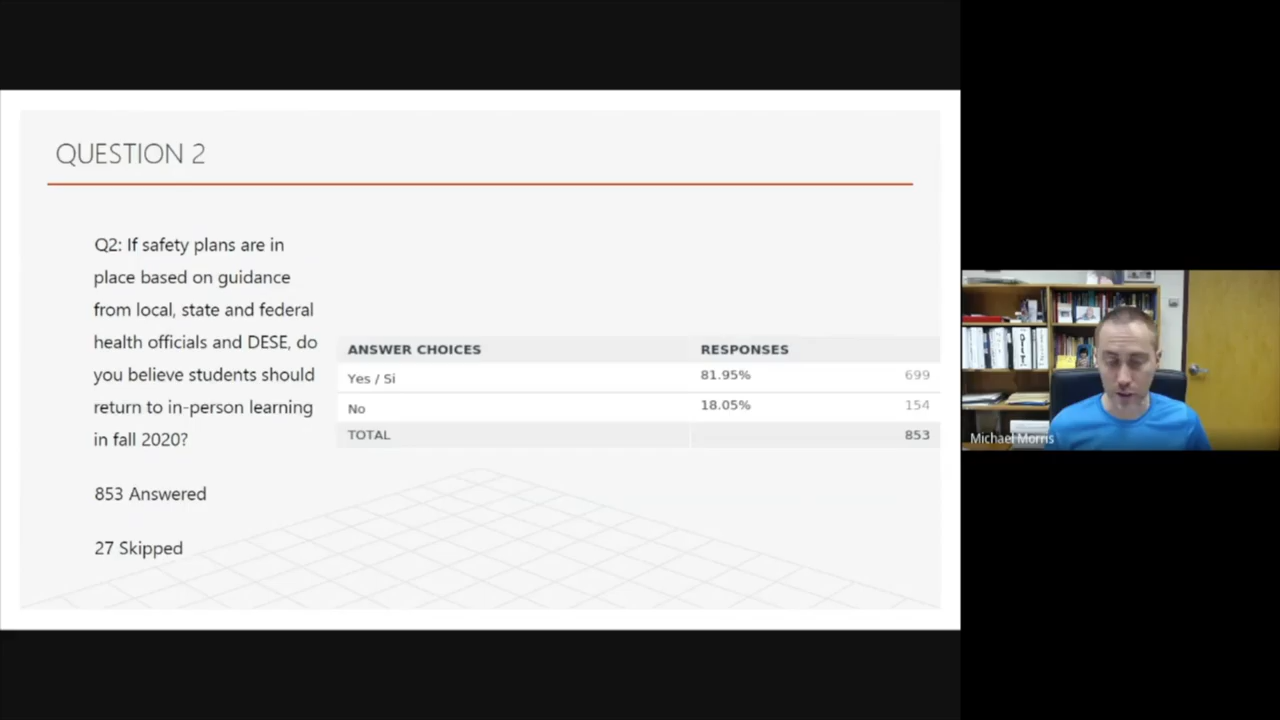 QUESTION 2
Q2: If safety plans are in
place based on guidance
from local, state and federal
health officials and DESE, do
you believe students should
return to in-person learning
in fall 2020?
853 Answered
27 Skipped
ANSWER CHOICES RESPONSES
Yes / Si 81.95% 699
No 18.05% 154
TOTAL 853
Michael Morris